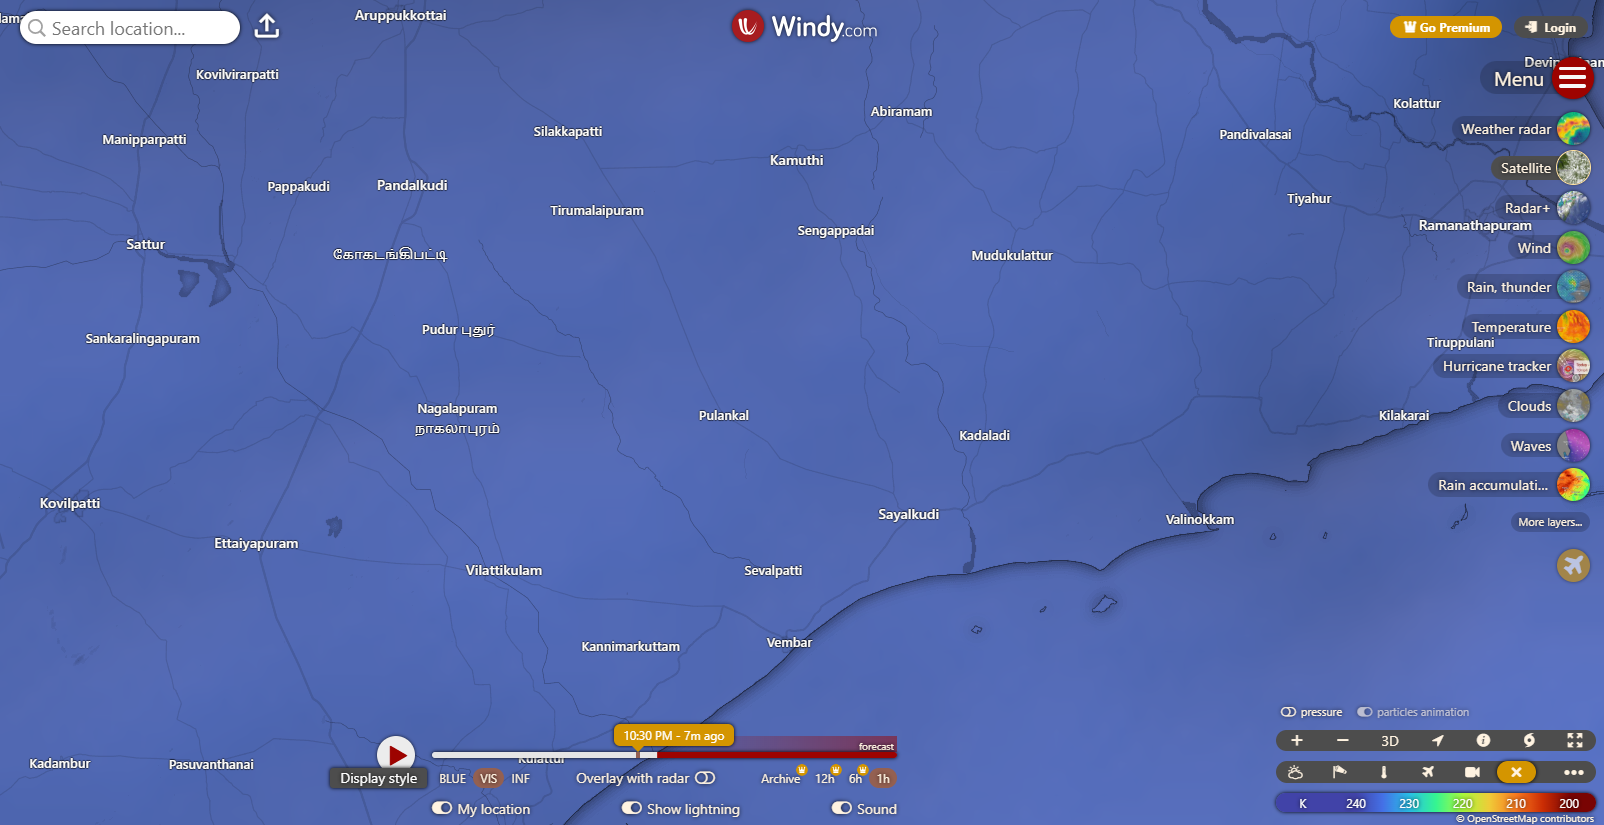 Aruppukkottai
Search location...
Windy.com
Go Premium
Login
Kovilvirarpatti
Menu
Kolattur
Abiramam
Manipparpatti
Silakkapatti
Pandivalasai
Weather radar
Kamuthi
Satellite
Pappakudi
Pandalkudi
Tirumalaipuram
Tiyahur
Radar+
Ramanathapuram
Sengappadai
Sattur
கோகடங்கிபட்டி
Mudukulattur
Wind
Rain, thunder
Pudur புதுர்
Temperature
Sankaralingapuram
Tiruppulani
Hurricane tracker
Nagalapuram
நாகலாபுரம்
Pulankal
Kilakarai
Clouds
Kadaladi
Waves
Rain accumulati...
Kovilpatti
Sayalkudi
Valinokkam
More layers...
Ettaiyapuram
Vilattikulam
Sevalpatti
Kannimarkuttam
Vembar
pressure
particles animation
10:30 PM - 7m ago
forecast
3D
Kadambur
Pasuvanthanai
Kulattur
Display style
BLUE
VIS
INF
Overlay with radar
Archive
12h
6h
1h
My location
Show lightning
Sound
K 240 230 220 210 200
© OpenStreetMap contributors